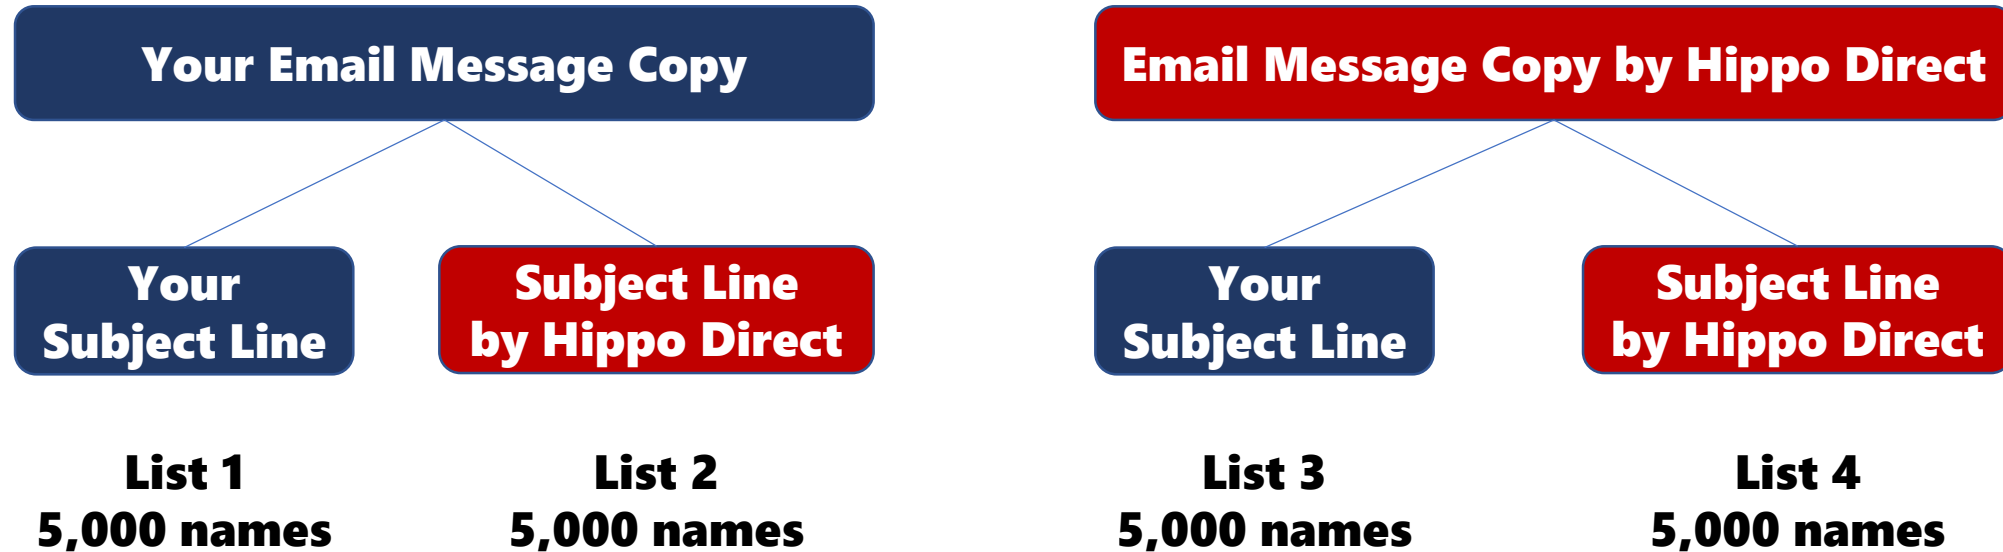 Your Email Message Copy
Email Message Copy by Hippo Direct
Your
Subject Line
Subject Line
by Hippo Direct
Your
Subject Line
Subject Line
by Hippo Direct
List 1
5,000 names
List 2
5,000 names
List 3
5,000 names
List 4
5,000 names